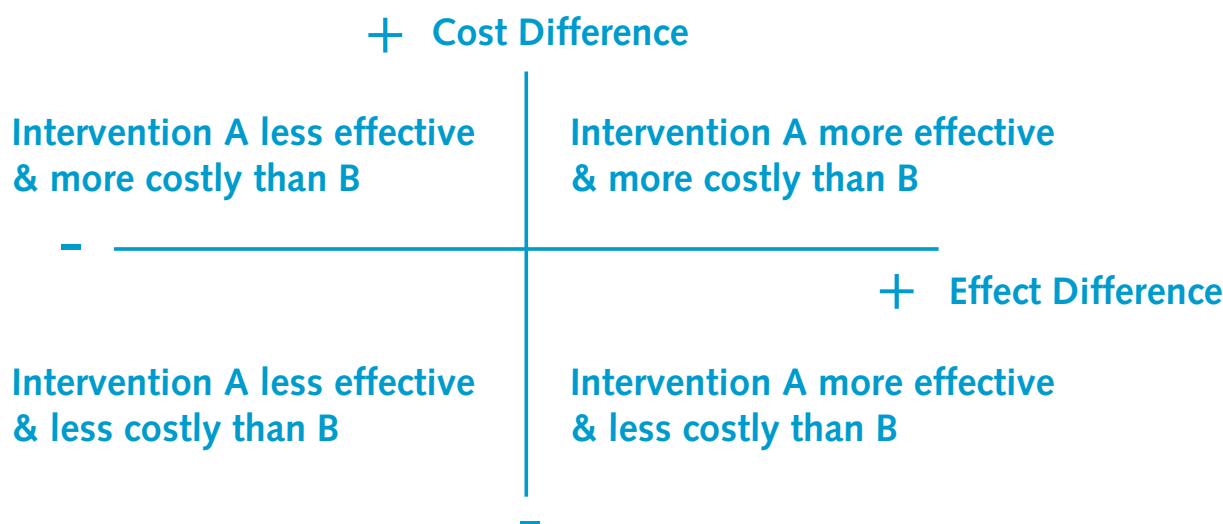 + Cost Difference
Intervention A less effective
& more costly than B
Intervention A more effective
& more costly than B
-
+ Effect Difference
Intervention A less effective
& less costly than B
Intervention A more effective
& less costly than B
-